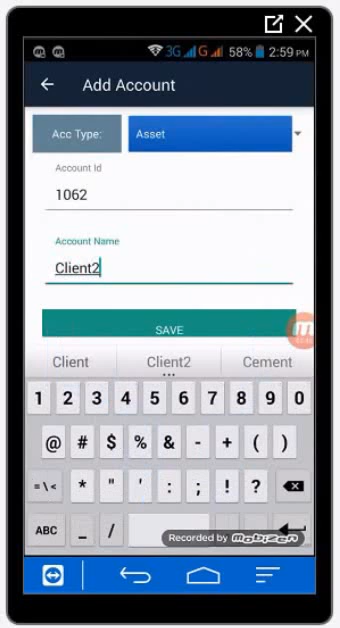 3G G 58% 2:59 PM
Add Account
Acc Type: Asset
Account Id
1062
Account Name
Client2
SAVE
Client Client2 Cement
1 2 3 4 5 6 7 8 9 0
@ # $ % & - + ( )
= \ < * " ' : ; ! ?
ABC _ /
Recorded by mobizen